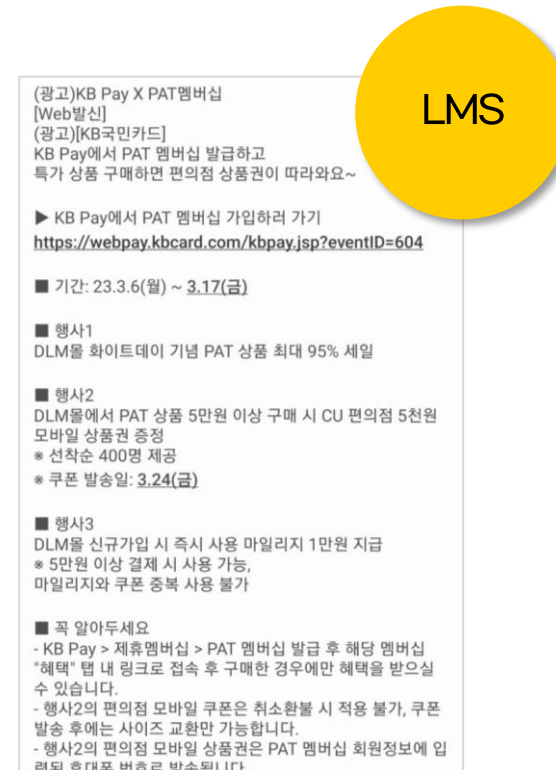 LMS
(광고)KB Pay X PAT멤버십
[Web발신]
(광고)[KB국민카드]
KB Pay에서 PAT 멤버십 발급하고
특가 상품 구매하면 편의점 상품권이 따라와요~
▶ KB Pay에서 PAT 멤버십 가입하러 가기
https://webpay.kbcard.com/kbpay.jsp?eventID=604
■ 기간: 23.3.6(월) ~ 3.17(금)
■ 행사1
DLM몰 화이트데이 기념 PAT 상품 최대 95% 세일
■ 행사2
DLM몰에서 PAT 상품 5만원 이상 구매 시 CU 편의점 5천원
모바일 상품권 증정
※ 선착순 400명 제공
※ 쿠폰 발송일: 3.24(금)
■ 행사3
DLM몰 신규가입 시 즉시 사용 마일리지 1만원 지급
※ 5만원 이상 결제 시 사용 가능,
마일리지와 쿠폰 중복 사용 불가
■ 꼭 알아두세요
- KB Pay > 제휴멤버십 > PAT 멤버십 발급 후 해당 멤버십
"혜택" 탭 내 링크로 접속 후 구매한 경우에만 혜택을 받으실
수 있습니다.
- 행사2의 편의점 모바일 쿠폰은 취소환불 시 적용 불가, 쿠폰
발송 후에는 사이즈 교환만 가능합니다.
- 행사2의 편의점 모바일 상품권은 PAT 멤버십 회원정보에 입
력된 휴대폰 번호로 발송됩니다